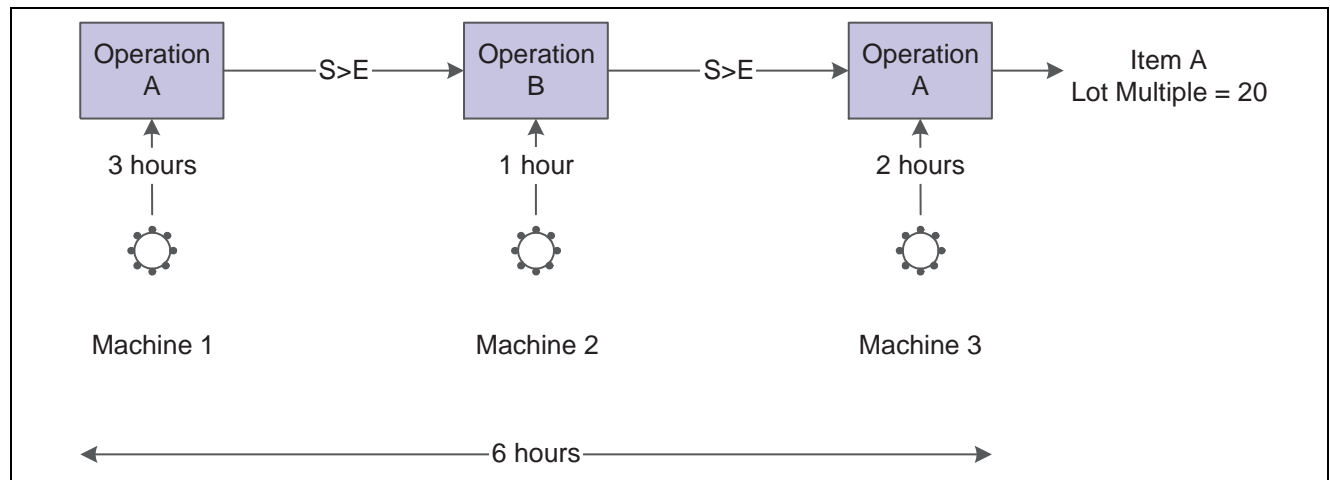 Operation
A
S>E
Operation
B
S>E
Operation
A
Item A
Lot Multiple = 20
3 hours
1 hour
2 hours
Machine 1
Machine 2
Machine 3
6 hours